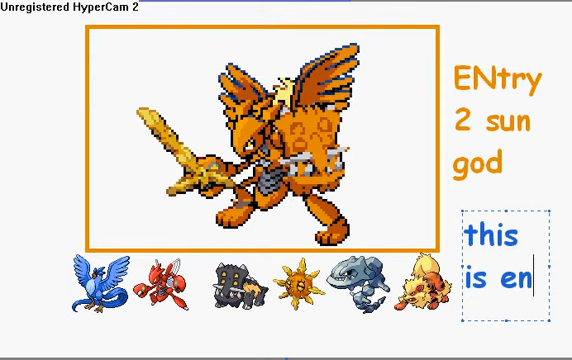 Unregistered HyperCam 2
ENtry
2 sun
god
this
is en